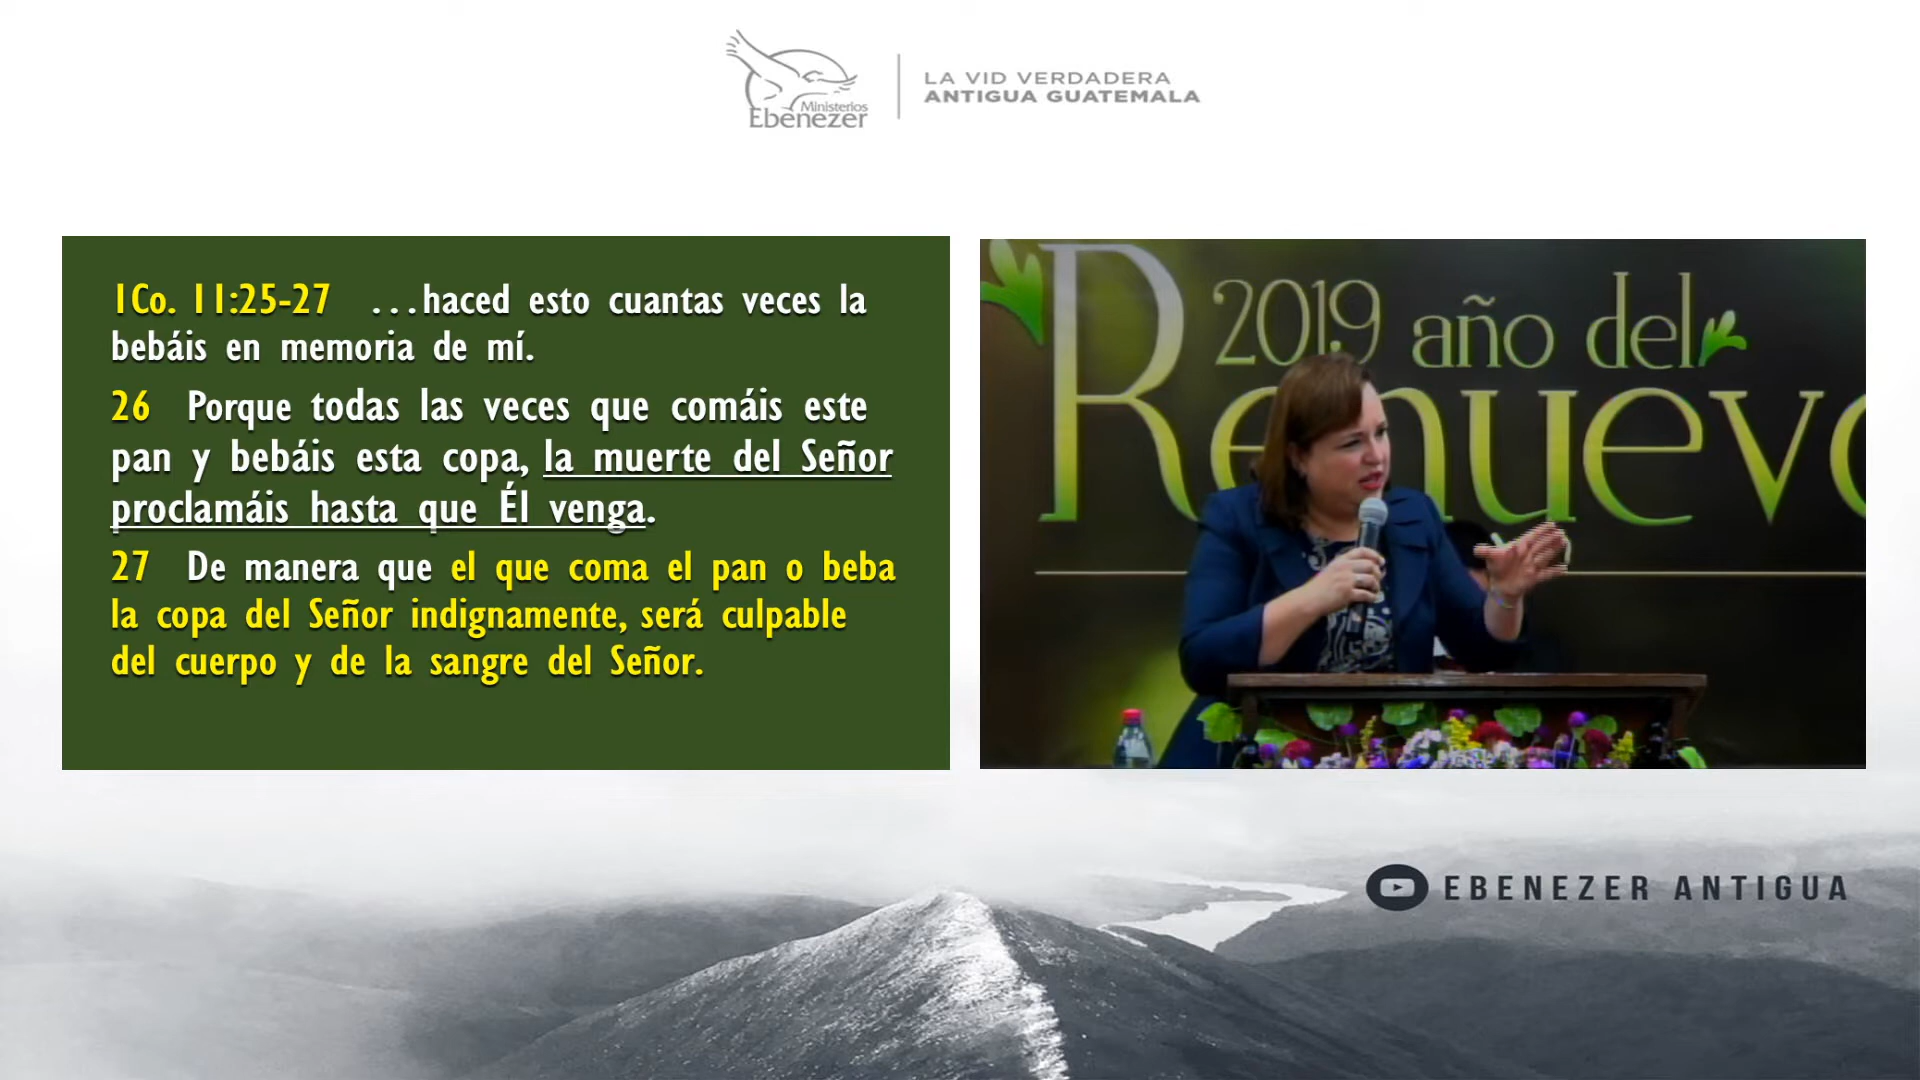 Ministerios
Ebenezer
LA VID VERDADERA
ANTIGUA GUATEMALA
1Co. 11:25-27 ...haced esto cuantas veces la
bebáis en memoria de mí.
26 Porque todas las veces que comáis este
pan y bebáis esta copa, la muerte del Señor
proclamáis hasta que Él venga.
27 De manera que el que coma el pan o beba
la copa del Señor indignamente, será culpable
del cuerpo y de la sangre del Señor.
2019 año del
Renuevo
EBENEZER ANTIGUA